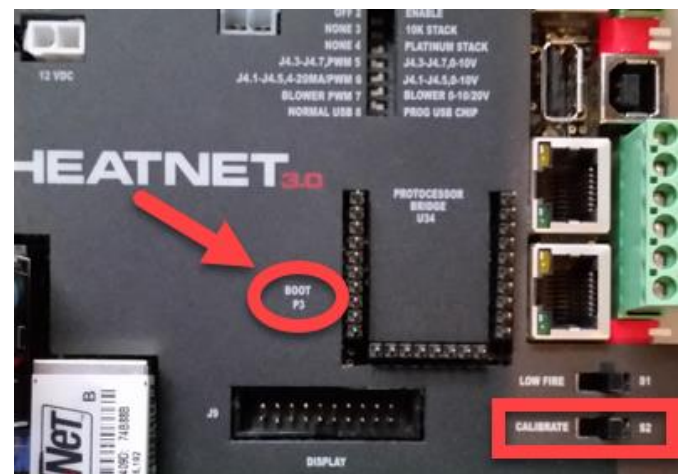 OFF 2 ENABLE
NONE 3 10K STACK
NONE 4 PLATINUM STACK
J4.3-J4.7,PWM 5 J4.3-J4.7,0-10V
J4.1-J4.5,4-20MA/PWM 6 J4.1-J4.5,0-10V
BLOWER PWM 7 BLOWER 0-10/20V
NORMAL USB 8 PROG USB CHIP
12 VDC
HEATNET 3.0
PROTOCESSOR
BRIDGE
U34
BOOT
P3
LOW FIRE S1
CALIBRATE S2
J9
DISPLAY
Net
B
74B88B